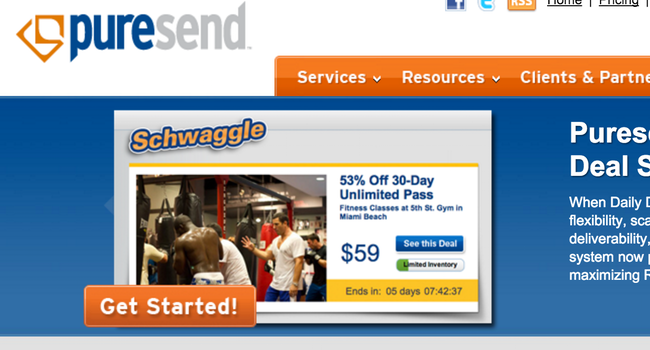 RSS Home | Pricing |
puresend™
Services Resources Clients & Partne
Schwaggle
53% Off 30-Day
Unlimited Pass
Fitness Classes at 5th St. Gym in
Miami Beach
$59
See this Deal
Limited Inventory
Ends in: 05 days 07:42:37
Get Started!
Purese
Deal S
When Daily D
flexibility, sca
deliverability,
system now p
maximizing R